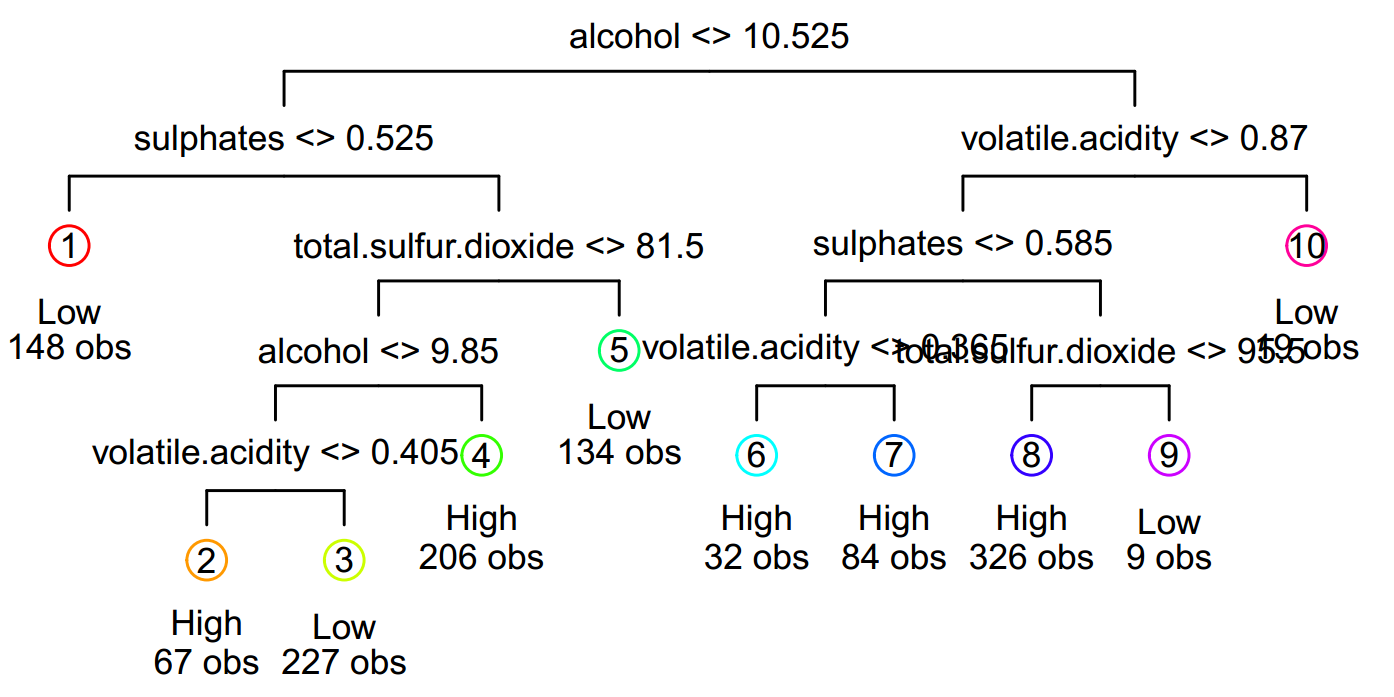 alcohol <> 10.525
sulphates <> 0.525
volatile.acidity <> 0.87
1
total.sulfur.dioxide <> 81.5
sulphates <> 0.585
10
Low
148 obs
alcohol <> 9.85
5
volatile.acidity <> 0.365
total.sulfur.dioxide <> 95.5
Low
19 obs
volatile.acidity <> 0.405
4
Low
134 obs
6
7
8
9
High
206 obs
High
32 obs
High
84 obs
High
326 obs
Low
9 obs
2
3
High
67 obs
Low
227 obs